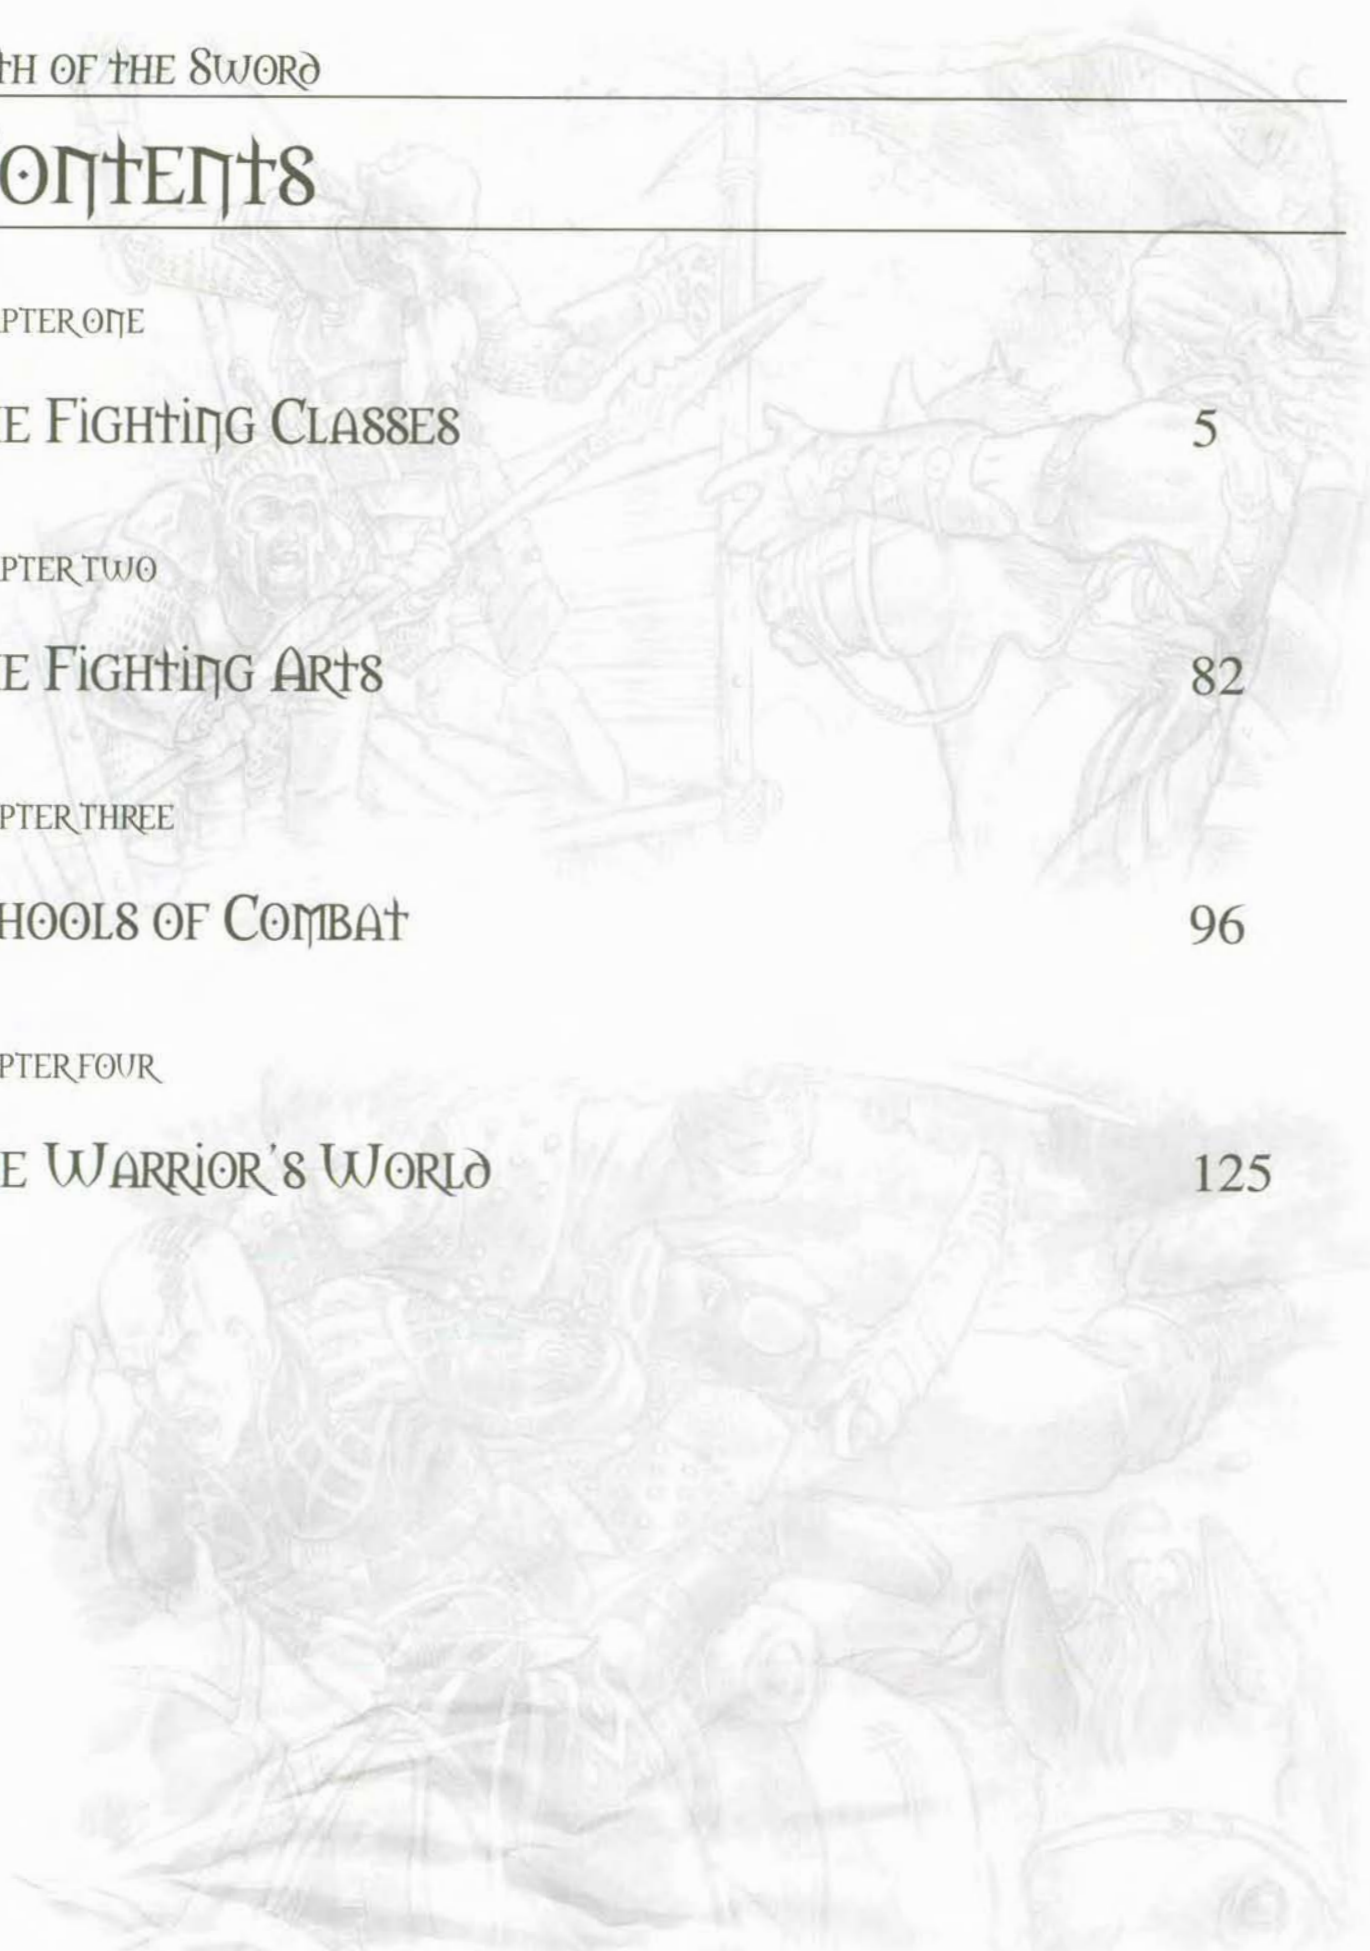 TH OF THE SWORD
ONTENTS
PTER ONE
E FIGHTING CLASSES 5
PTER TWO
E FIGHTING ARTS 82
PTER THREE
HOOLS OF COMBAT 96
PTER FOUR
E WARRIOR'S WORLD 125